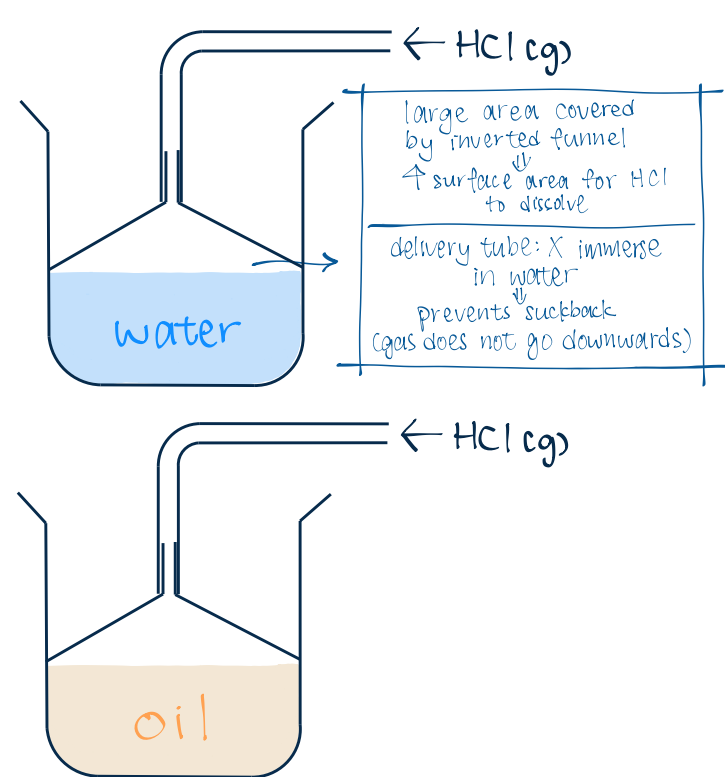 ← HCl (g)
large area covered
by inverted funnel
⇓
↑ surface area for HCl
to dissolve
delivery tube: X immerse
in water
⇓
prevents suckback
(gas does not go downwards)
water
← HCl (g)
oil